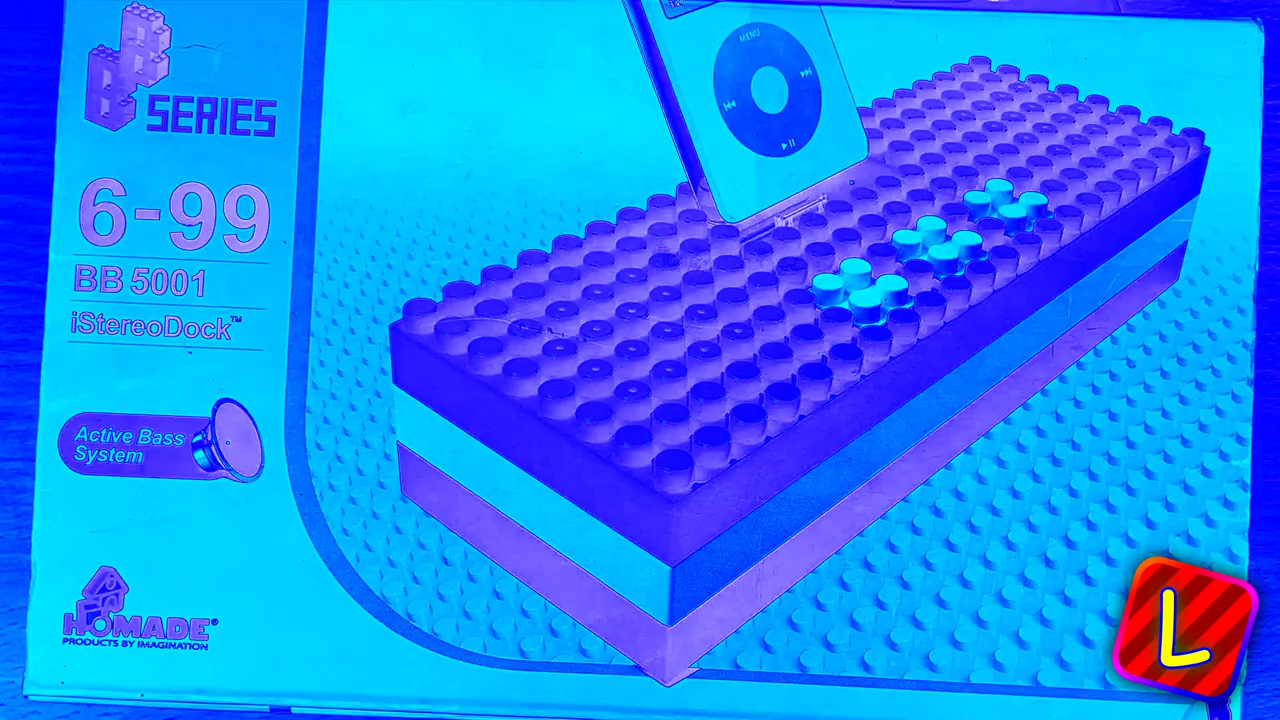 SERIES
6-99
BB 5001
iStereoDock™
Active Bass
System
HOMADE®
PRODUCTS BY IMAGINATION
MENU
L